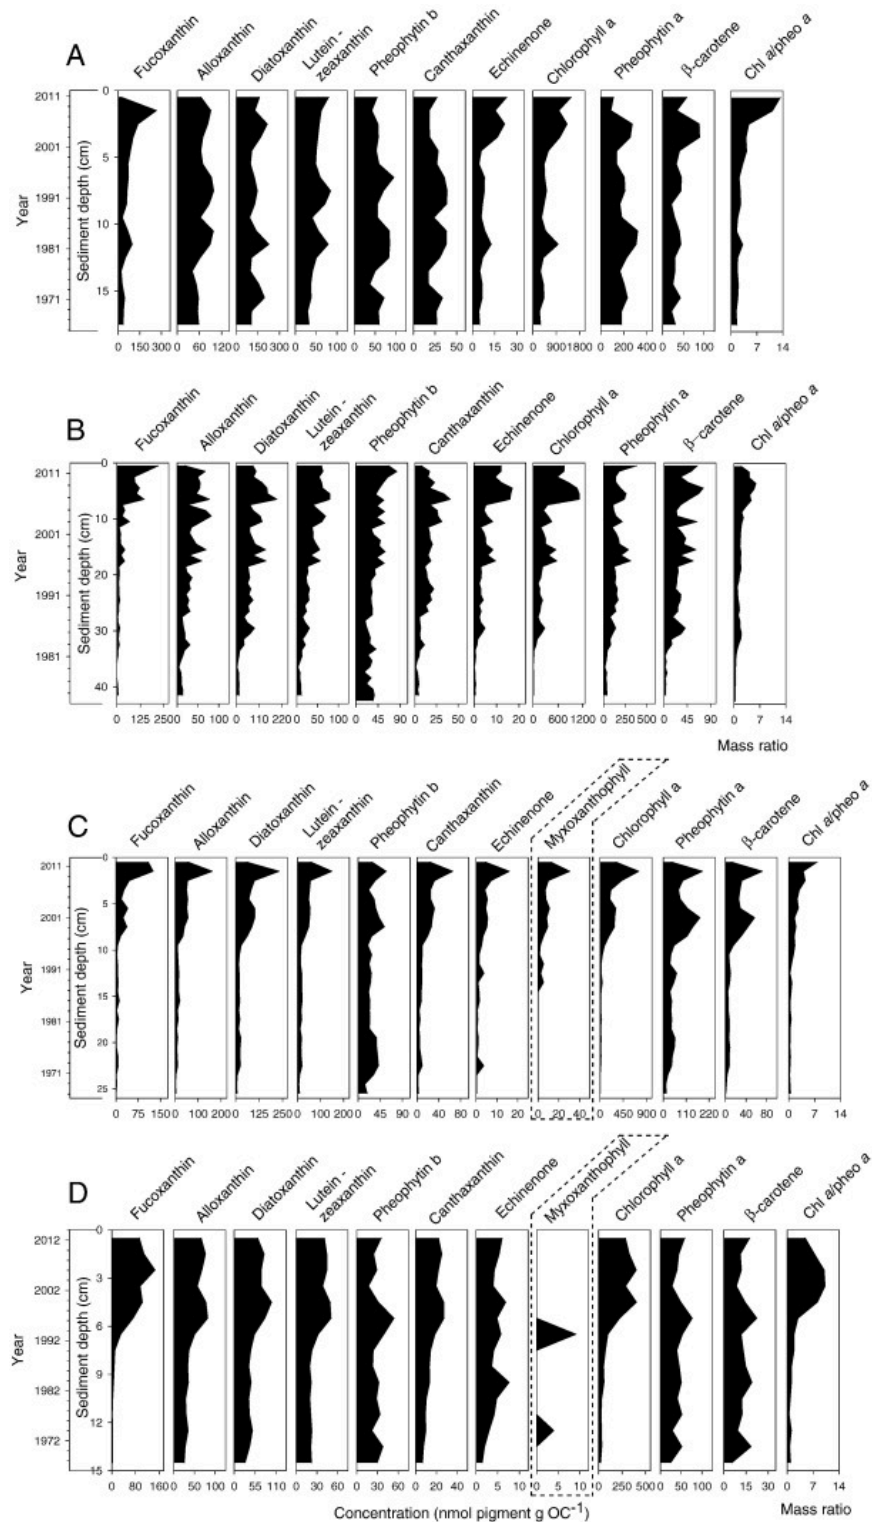 A
Fucoxanthin
Alloxanthin
Diatoxanthin
Lutein -
zeaxanthin
Pheophytin b
Canthaxanthin
Echinenone
Chlorophyll a
Pheophytin a
β-carotene
Chl a/pheo a
Year
2011
2001
1991
1981
1971
Sediment depth (cm)
0
5
10
15
0 150 300 0 60 120 0 150 300 0 50 100 0 50 100 0 25 50 0 15 30 0 900 1800 0 200 400 0 50 100 0 7 14
B
Fucoxanthin
Alloxanthin
Diatoxanthin
Lutein -
zeaxanthin
Pheophytin b
Canthaxanthin
Echinenone
Chlorophyll a
Pheophytin a
β−carotene
Chl a/pheo a
Year
2011
2001
1991
1981
Sediment depth (cm)
0
10
20
30
40
0 125 250 0 50 100 0 110 220 0 50 100 0 45 90 0 25 50 0 10 20 0 600 1200 0 250 500 0 45 90 0 7 14
Mass ratio
C
Fucoxanthin
Alloxanthin
Diatoxanthin
Lutein -
zeaxanthin
Pheophytin b
Canthaxanthin
Echinenone
Myxoxanthophyll
Chlorophyll a
Pheophytin a
β-carotene
Chl a/pheo a
Year
2011
2001
1991
1981
1971
Sediment depth (cm)
0
5
10
15
20
25
0 75 150 0 100 200 0 125 250 0 100 200 0 45 90 0 40 80 0 10 20 0 20 40 0 450 900 0 110 220 0 40 80 0 7 14
D
Fucoxanthin
Alloxanthin
Diatoxanthin
Lutein -
zeaxanthin
Pheophytin b
Canthaxanthin
Echinenone
Myxoxanthophyll
Chlorophyll a
Pheophytin a
β-carotene
Chl a/pheo a
Year
2012
2002
1992
1982
1972
Sediment depth (cm)
0
3
6
9
12
15
0 80 160 0 50 100 0 55 110 0 30 60 0 30 60 0 20 40 0 5 10 0 5 10 0 250 500 0 50 100 0 15 30 0 7 14
Concentration (nmol pigment g OC⁻¹)
Mass ratio